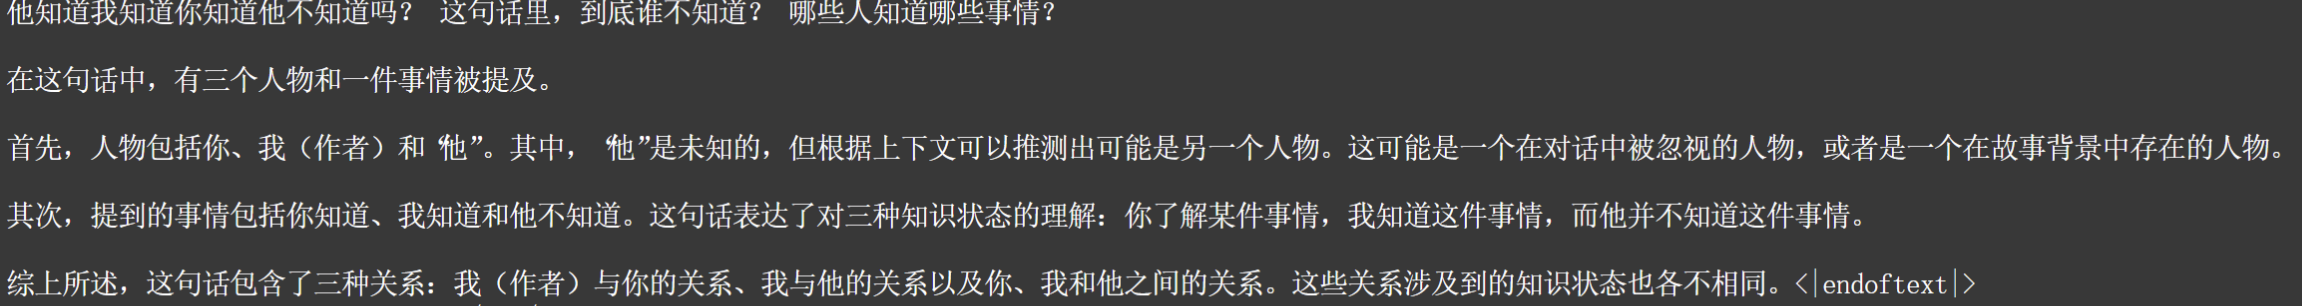 他知道我知道你知道他不知道吗？ 这句话里，到底谁不知道？ 哪些人知道哪些事情？
在这句话中，有三个人物和一件事情被提及。
首先，人物包括你、我（作者）和“他”。其中，“他”是未知的，但根据上下文可以推测出可能是另一个人物。这可能是一个在对话中被忽视的人物，或者是一个在故事背景中存在的人物。
其次，提到的事情包括你知道、我知道和他不知道。这句话表达了对三种知识状态的理解：你了解某件事情，我知道这件事情，而他并不知道这件事情。
综上所述，这句话包含了三种关系：我（作者）与你的关系、我与他的关系以及你、我和他之间的关系。这些关系涉及到的知识状态也各不相同。<|endoftext|>